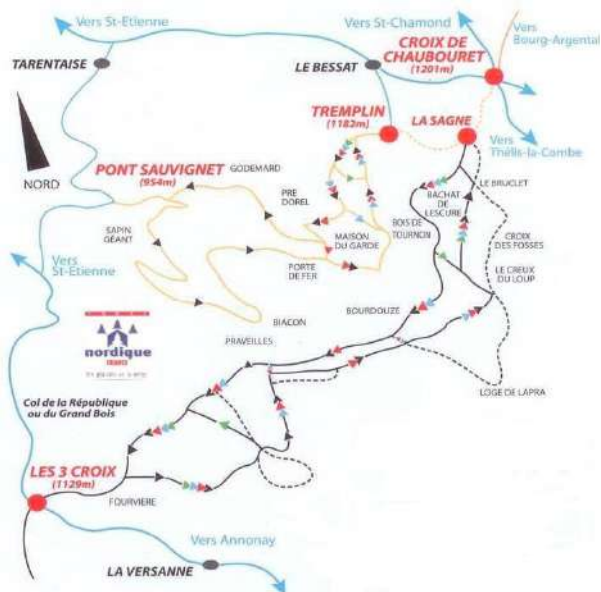 Vers St-Etienne
Vers St-Chamond
Vers
Bourg-Argental
CROIX DE
CHAUBOURET
(1201m)
TARENTAISE
LE BESSAT
TREMPLIN
(1182m)
LA SAGNE
Vers
Thélis-la-Combe
NORD
PONT SAUVIGNET
(954m)
GODEMARD
PRE
DOREL
BACHAT
DE
LESCURE
LE BRUCLET
SAPIN
GÉANT
MAISON
DU GARDE
BOIS DE
TOURNON
CROIX
DES FOSSES
Vers
St-Etienne
PORTE
DE FER
LE CREUX
DU LOUP
BIACON
BOURDOUZE
nordique
FRANCE
PRAVEILLES
LOGE DE LAPRA
Col de la République
ou du Grand Bois
LES 3 CROIX
(1129m)
FOURVIÈRE
Vers Annonay
LA VERSANNE